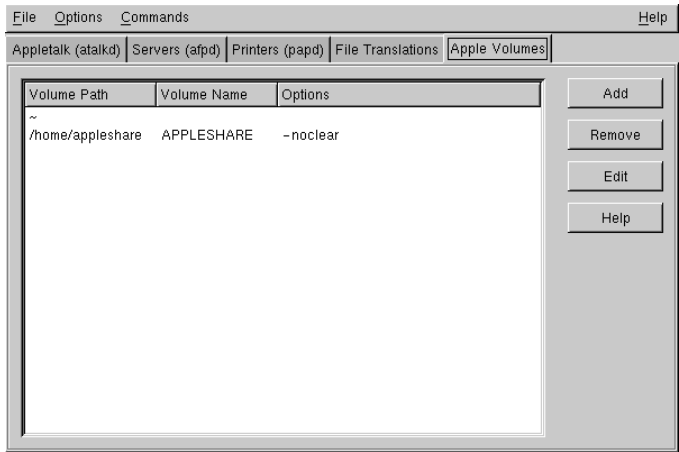 File Options Commands Help
Appletalk (atalkd) Servers (afpd) Printers (papd) File Translations Apple Volumes
Volume Path Volume Name Options
~
/home/appleshare APPLESHARE -noclear
Add
Remove
Edit
Help